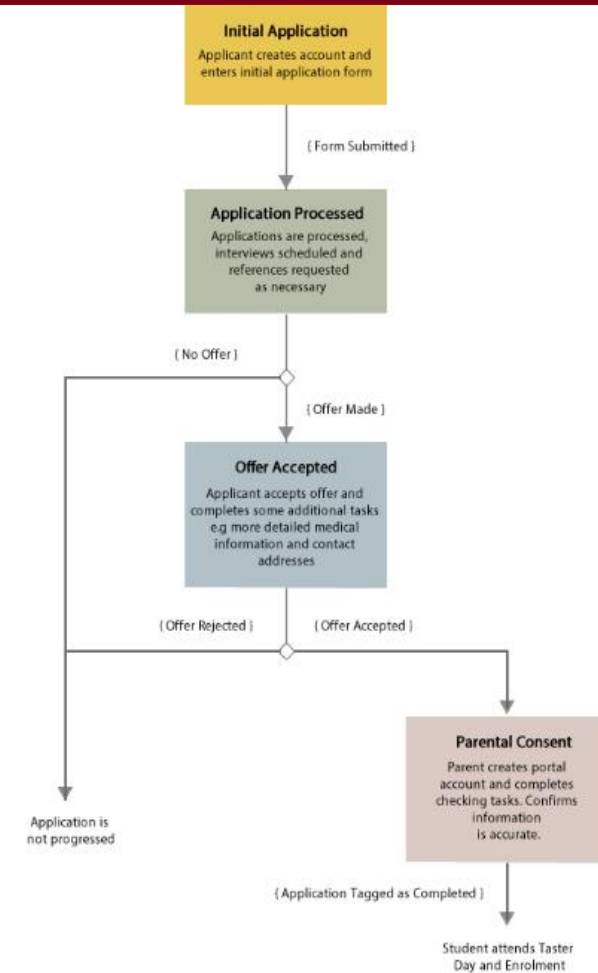 Initial Application
Applicant creates account and
enters initial application form
{ Form Submitted }
Application Processed
Applications are processed,
interviews scheduled and
references requested
as necessary
{ No Offer }
{ Offer Made }
Offer Accepted
Applicant accepts offer and
completes some additional tasks
e.g more detailed medical
information and contact
addresses
{ Offer Rejected }
{ Offer Accepted }
Parental Consent
Parent creates portal
account and completes
checking tasks. Confirms
information
is accurate.
Application is
not progressed
{ Application Tagged as Completed }
Student attends Taster
Day and Enrolment